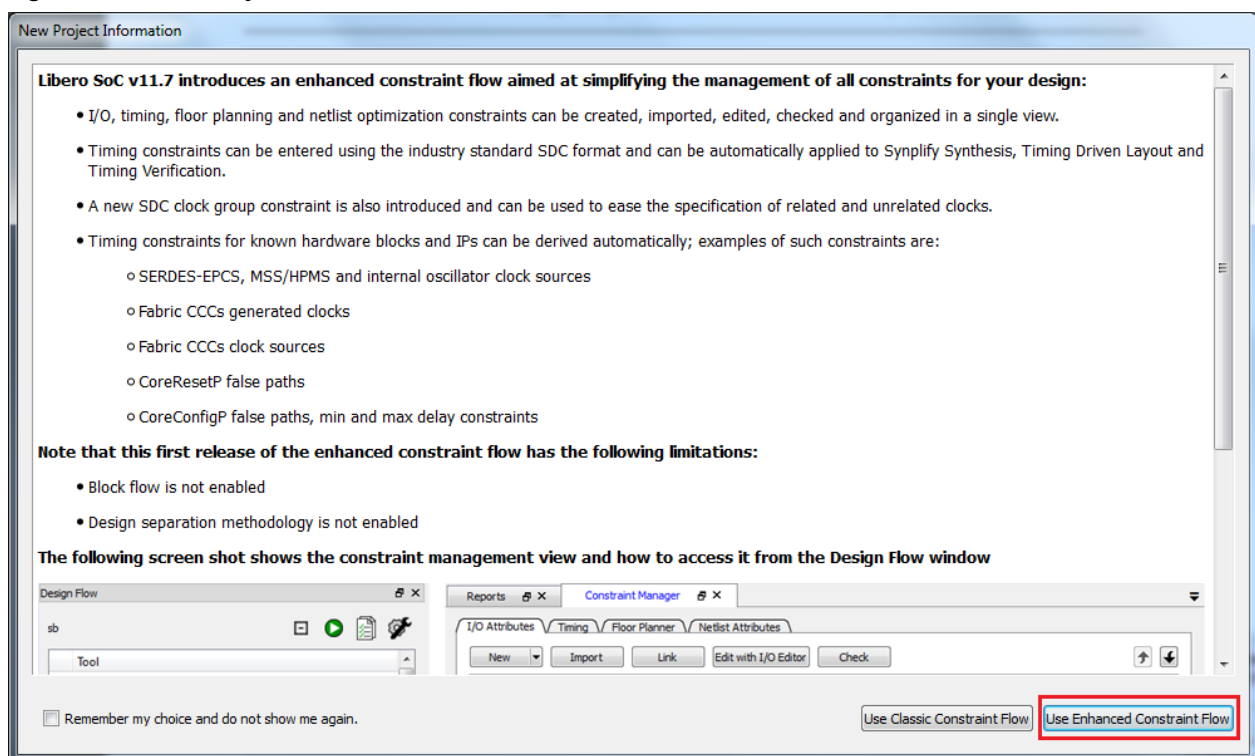 New Project Information
Libero SoC v11.7 introduces an enhanced constraint flow aimed at simplifying the management of all constraints for your design:
• I/O, timing, floor planning and netlist optimization constraints can be created, imported, edited, checked and organized in a single view.
• Timing constraints can be entered using the industry standard SDC format and can be automatically applied to Synplify Synthesis, Timing Driven Layout and
Timing Verification.
• A new SDC clock group constraint is also introduced and can be used to ease the specification of related and unrelated clocks.
• Timing constraints for known hardware blocks and IPs can be derived automatically; examples of such constraints are:
o SERDES-EPCS, MSS/HPMS and internal oscillator clock sources
o Fabric CCCs generated clocks
o Fabric CCCs clock sources
o CoreResetP false paths
o CoreConfigP false paths, min and max delay constraints
Note that this first release of the enhanced constraint flow has the following limitations:
• Block flow is not enabled
• Design separation methodology is not enabled
The following screen shot shows the constraint management view and how to access it from the Design Flow window
Design Flow
Reports Constraint Manager
sb
I/O Attributes Timing Floor Planner Netlist Attributes
Tool
New Import Link Edit with I/O Editor Check
Remember my choice and do not show me again.
Use Classic Constraint Flow Use Enhanced Constraint Flow